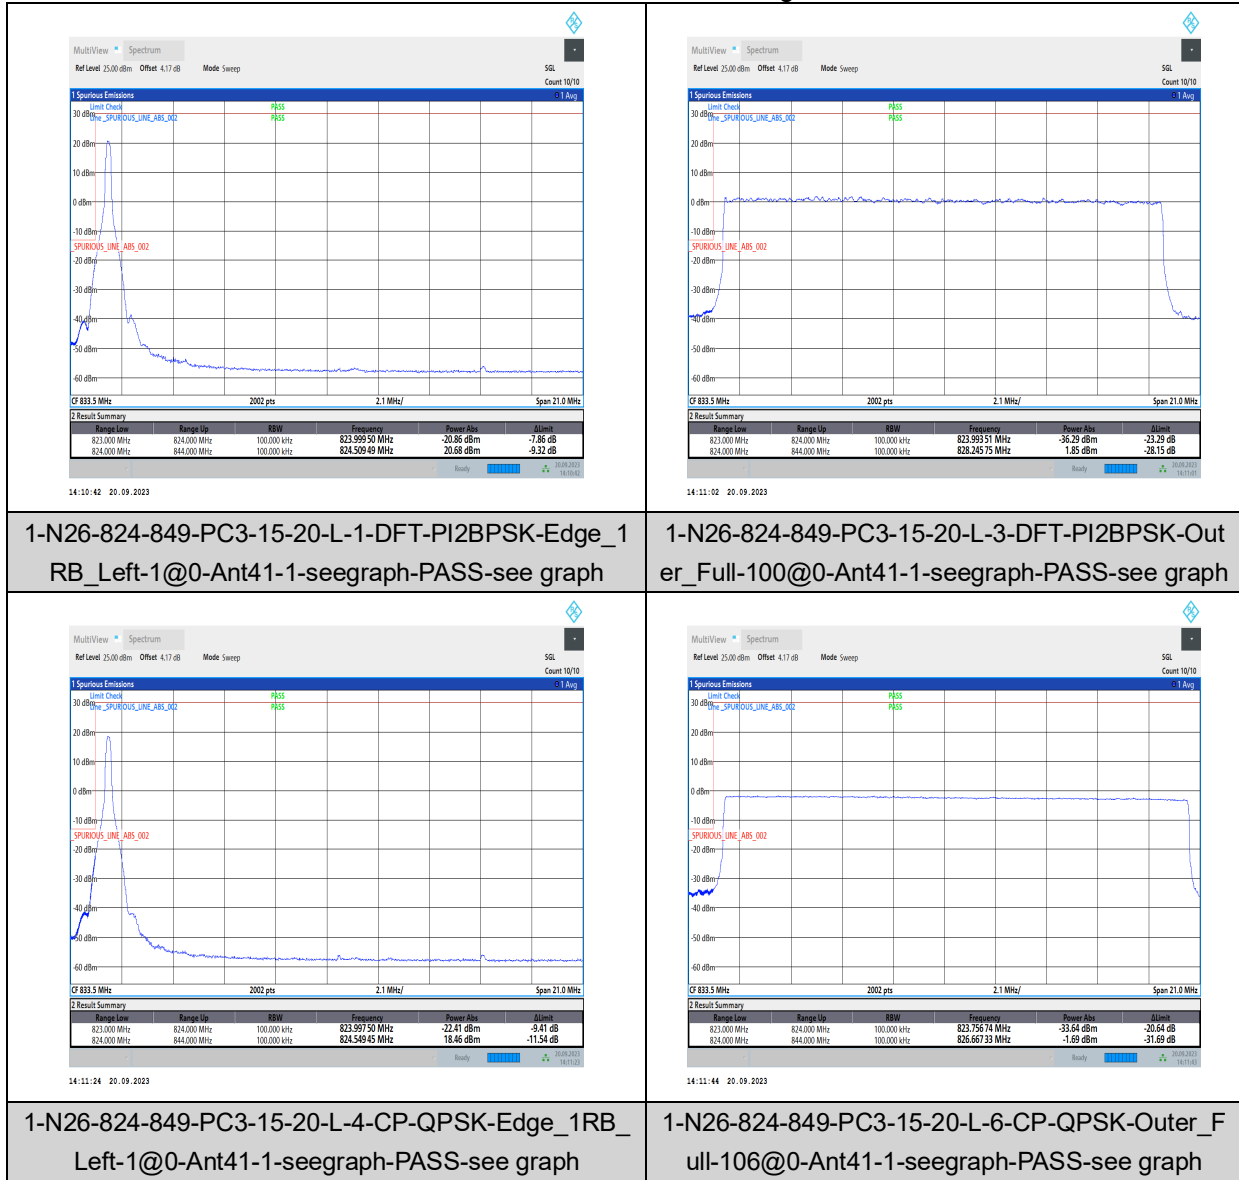 MultiView Spectrum
Ref Level 25.00 dBm Offset 4.17 dB Mode Sweep SGL
Count 10/10
1 Spurious Emissions 1 Avg
Limit Check PASS
30 dBm Line _SPURIOUS_LINE_ABS_002 PASS
20 dBm
10 dBm
0 dBm
-10 dBm
_SPURIOUS_LINE_ABS_002
-20 dBm
-30 dBm
-40 dBm
-50 dBm
-60 dBm
CF 833.5 MHz 2002 pts 2.1 MHz/ Span 21.0 MHz
2 Result Summary
Range Low Range Up RBW Frequency Power Abs ΔLimit
823.000 MHz 824.000 MHz 100.000 kHz 823.99950 MHz -20.86 dBm -7.86 dB
824.000 MHz 844.000 MHz 100.000 kHz 824.50949 MHz 20.68 dBm -9.32 dB
Ready 20.09.2023
14:10:42
14:10:42 20.09.2023
MultiView Spectrum
Ref Level 25.00 dBm Offset 4.17 dB Mode Sweep SGL
Count 10/10
1 Spurious Emissions 1 Avg
Limit Check PASS
30 dBm Line _SPURIOUS_LINE_ABS_002 PASS
20 dBm
10 dBm
0 dBm
-10 dBm
_SPURIOUS_LINE_ABS_002
-20 dBm
-30 dBm
-40 dBm
-50 dBm
-60 dBm
CF 833.5 MHz 2002 pts 2.1 MHz/ Span 21.0 MHz
2 Result Summary
Range Low Range Up RBW Frequency Power Abs ΔLimit
823.000 MHz 824.000 MHz 100.000 kHz 823.99351 MHz -36.29 dBm -23.29 dB
824.000 MHz 844.000 MHz 100.000 kHz 828.24575 MHz 1.85 dBm -28.15 dB
Ready 20.09.2023
14:11:01
14:11:02 20.09.2023
1-N26-824-849-PC3-15-20-L-1-DFT-PI2BPSK-Edge_1
RB_Left-1@0-Ant41-1-seegraph-PASS-see graph
1-N26-824-849-PC3-15-20-L-3-DFT-PI2BPSK-Out
er_Full-100@0-Ant41-1-seegraph-PASS-see graph
MultiView Spectrum
Ref Level 25.00 dBm Offset 4.17 dB Mode Sweep SGL
Count 10/10
1 Spurious Emissions 1 Avg
Limit Check PASS
30 dBm Line _SPURIOUS_LINE_ABS_002 PASS
20 dBm
10 dBm
0 dBm
-10 dBm
_SPURIOUS_LINE_ABS_002
-20 dBm
-30 dBm
-40 dBm
-50 dBm
-60 dBm
CF 833.5 MHz 2002 pts 2.1 MHz/ Span 21.0 MHz
2 Result Summary
Range Low Range Up RBW Frequency Power Abs ΔLimit
823.000 MHz 824.000 MHz 100.000 kHz 823.99750 MHz -22.41 dBm -9.41 dB
824.000 MHz 844.000 MHz 100.000 kHz 824.54945 MHz 18.46 dBm -11.54 dB
Ready 20.09.2023
14:11:23
14:11:24 20.09.2023
MultiView Spectrum
Ref Level 25.00 dBm Offset 4.17 dB Mode Sweep SGL
Count 10/10
1 Spurious Emissions 1 Avg
Limit Check PASS
30 dBm Line _SPURIOUS_LINE_ABS_002 PASS
20 dBm
10 dBm
0 dBm
-10 dBm
_SPURIOUS_LINE_ABS_002
-20 dBm
-30 dBm
-40 dBm
-50 dBm
-60 dBm
CF 833.5 MHz 2002 pts 2.1 MHz/ Span 21.0 MHz
2 Result Summary
Range Low Range Up RBW Frequency Power Abs ΔLimit
823.000 MHz 824.000 MHz 100.000 kHz 823.75674 MHz -33.64 dBm -20.64 dB
824.000 MHz 844.000 MHz 100.000 kHz 826.66733 MHz -1.69 dBm -31.69 dB
Ready 20.09.2023
14:11:43
14:11:44 20.09.2023
1-N26-824-849-PC3-15-20-L-4-CP-QPSK-Edge_1RB_
Left-1@0-Ant41-1-seegraph-PASS-see graph
1-N26-824-849-PC3-15-20-L-6-CP-QPSK-Outer_F
ull-106@0-Ant41-1-seegraph-PASS-see graph